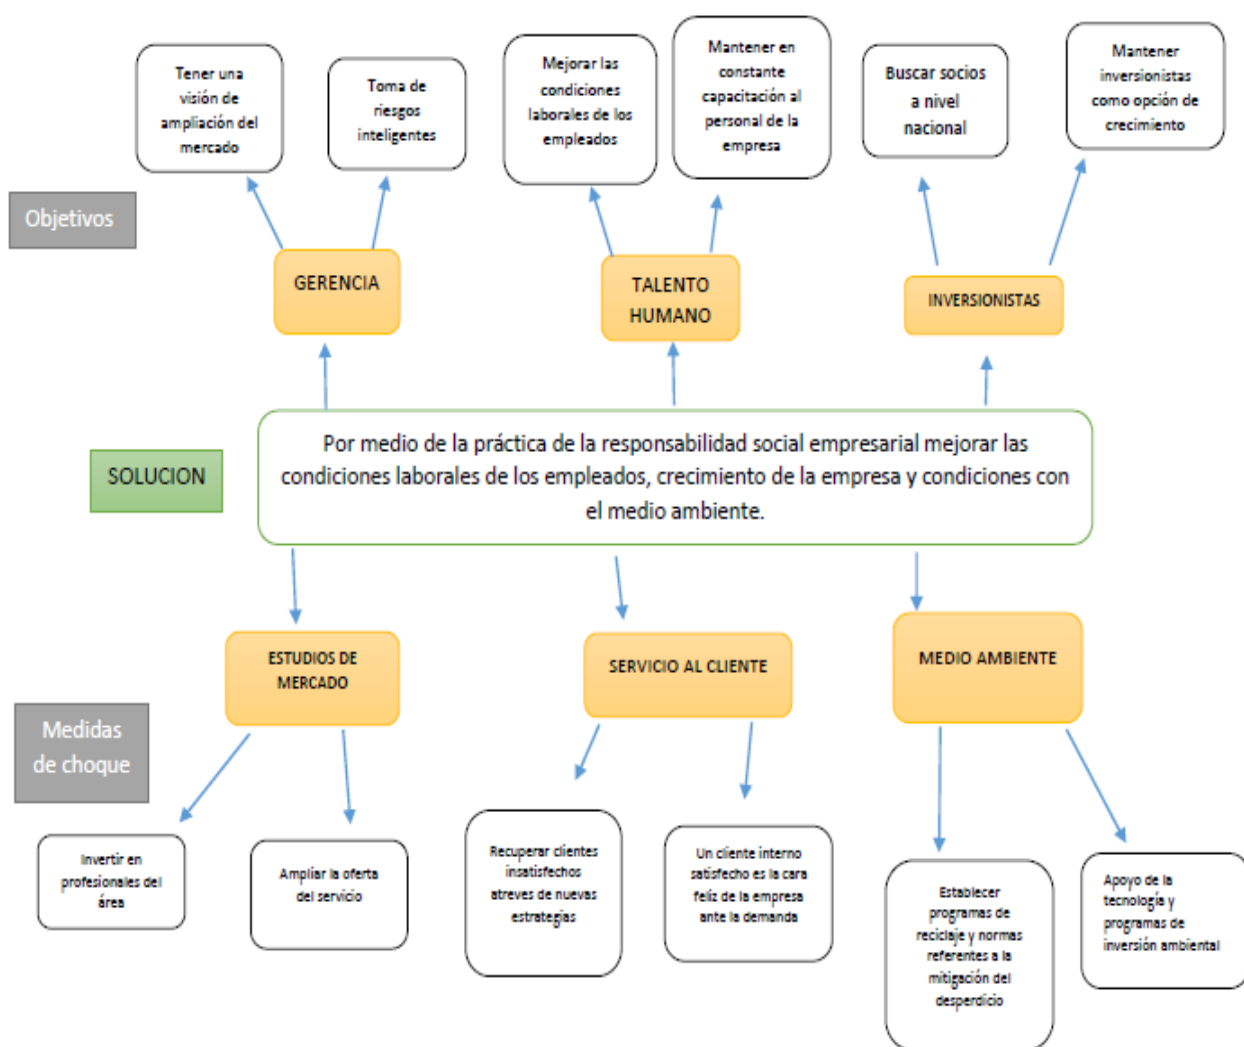 Tener una
visión de
ampliación del
mercado
Toma de
riesgos
inteligentes
Mejorar las
condiciones
laborales de los
empleados
Mantener en
constante
capacitación al
personal de la
empresa
Buscar socios
a nivel
nacional
Mantener
inversionistas
como opción de
crecimiento
Objetivos
GERENCIA
TALENTO
HUMANO
INVERSIONISTAS
SOLUCION
Por medio de la práctica de la responsabilidad social empresarial mejorar las
condiciones laborales de los empleados, crecimiento de la empresa y condiciones con
el medio ambiente.
ESTUDIOS DE
MERCADO
SERVICIO AL CLIENTE
MEDIO AMBIENTE
Medidas
de choque
Invertir en
profesionales del
área
Ampliar la oferta
del servicio
Recuperar clientes
insatisfechos
atreves de nuevas
estrategias
Un cliente interno
satisfecho es la cara
feliz de la empresa
ante la demanda
Establecer
programas de
reciclaje y normas
referentes a la
mitigación del
desperdicio
Apoyo de la
tecnología y
programas de
inversión ambiental